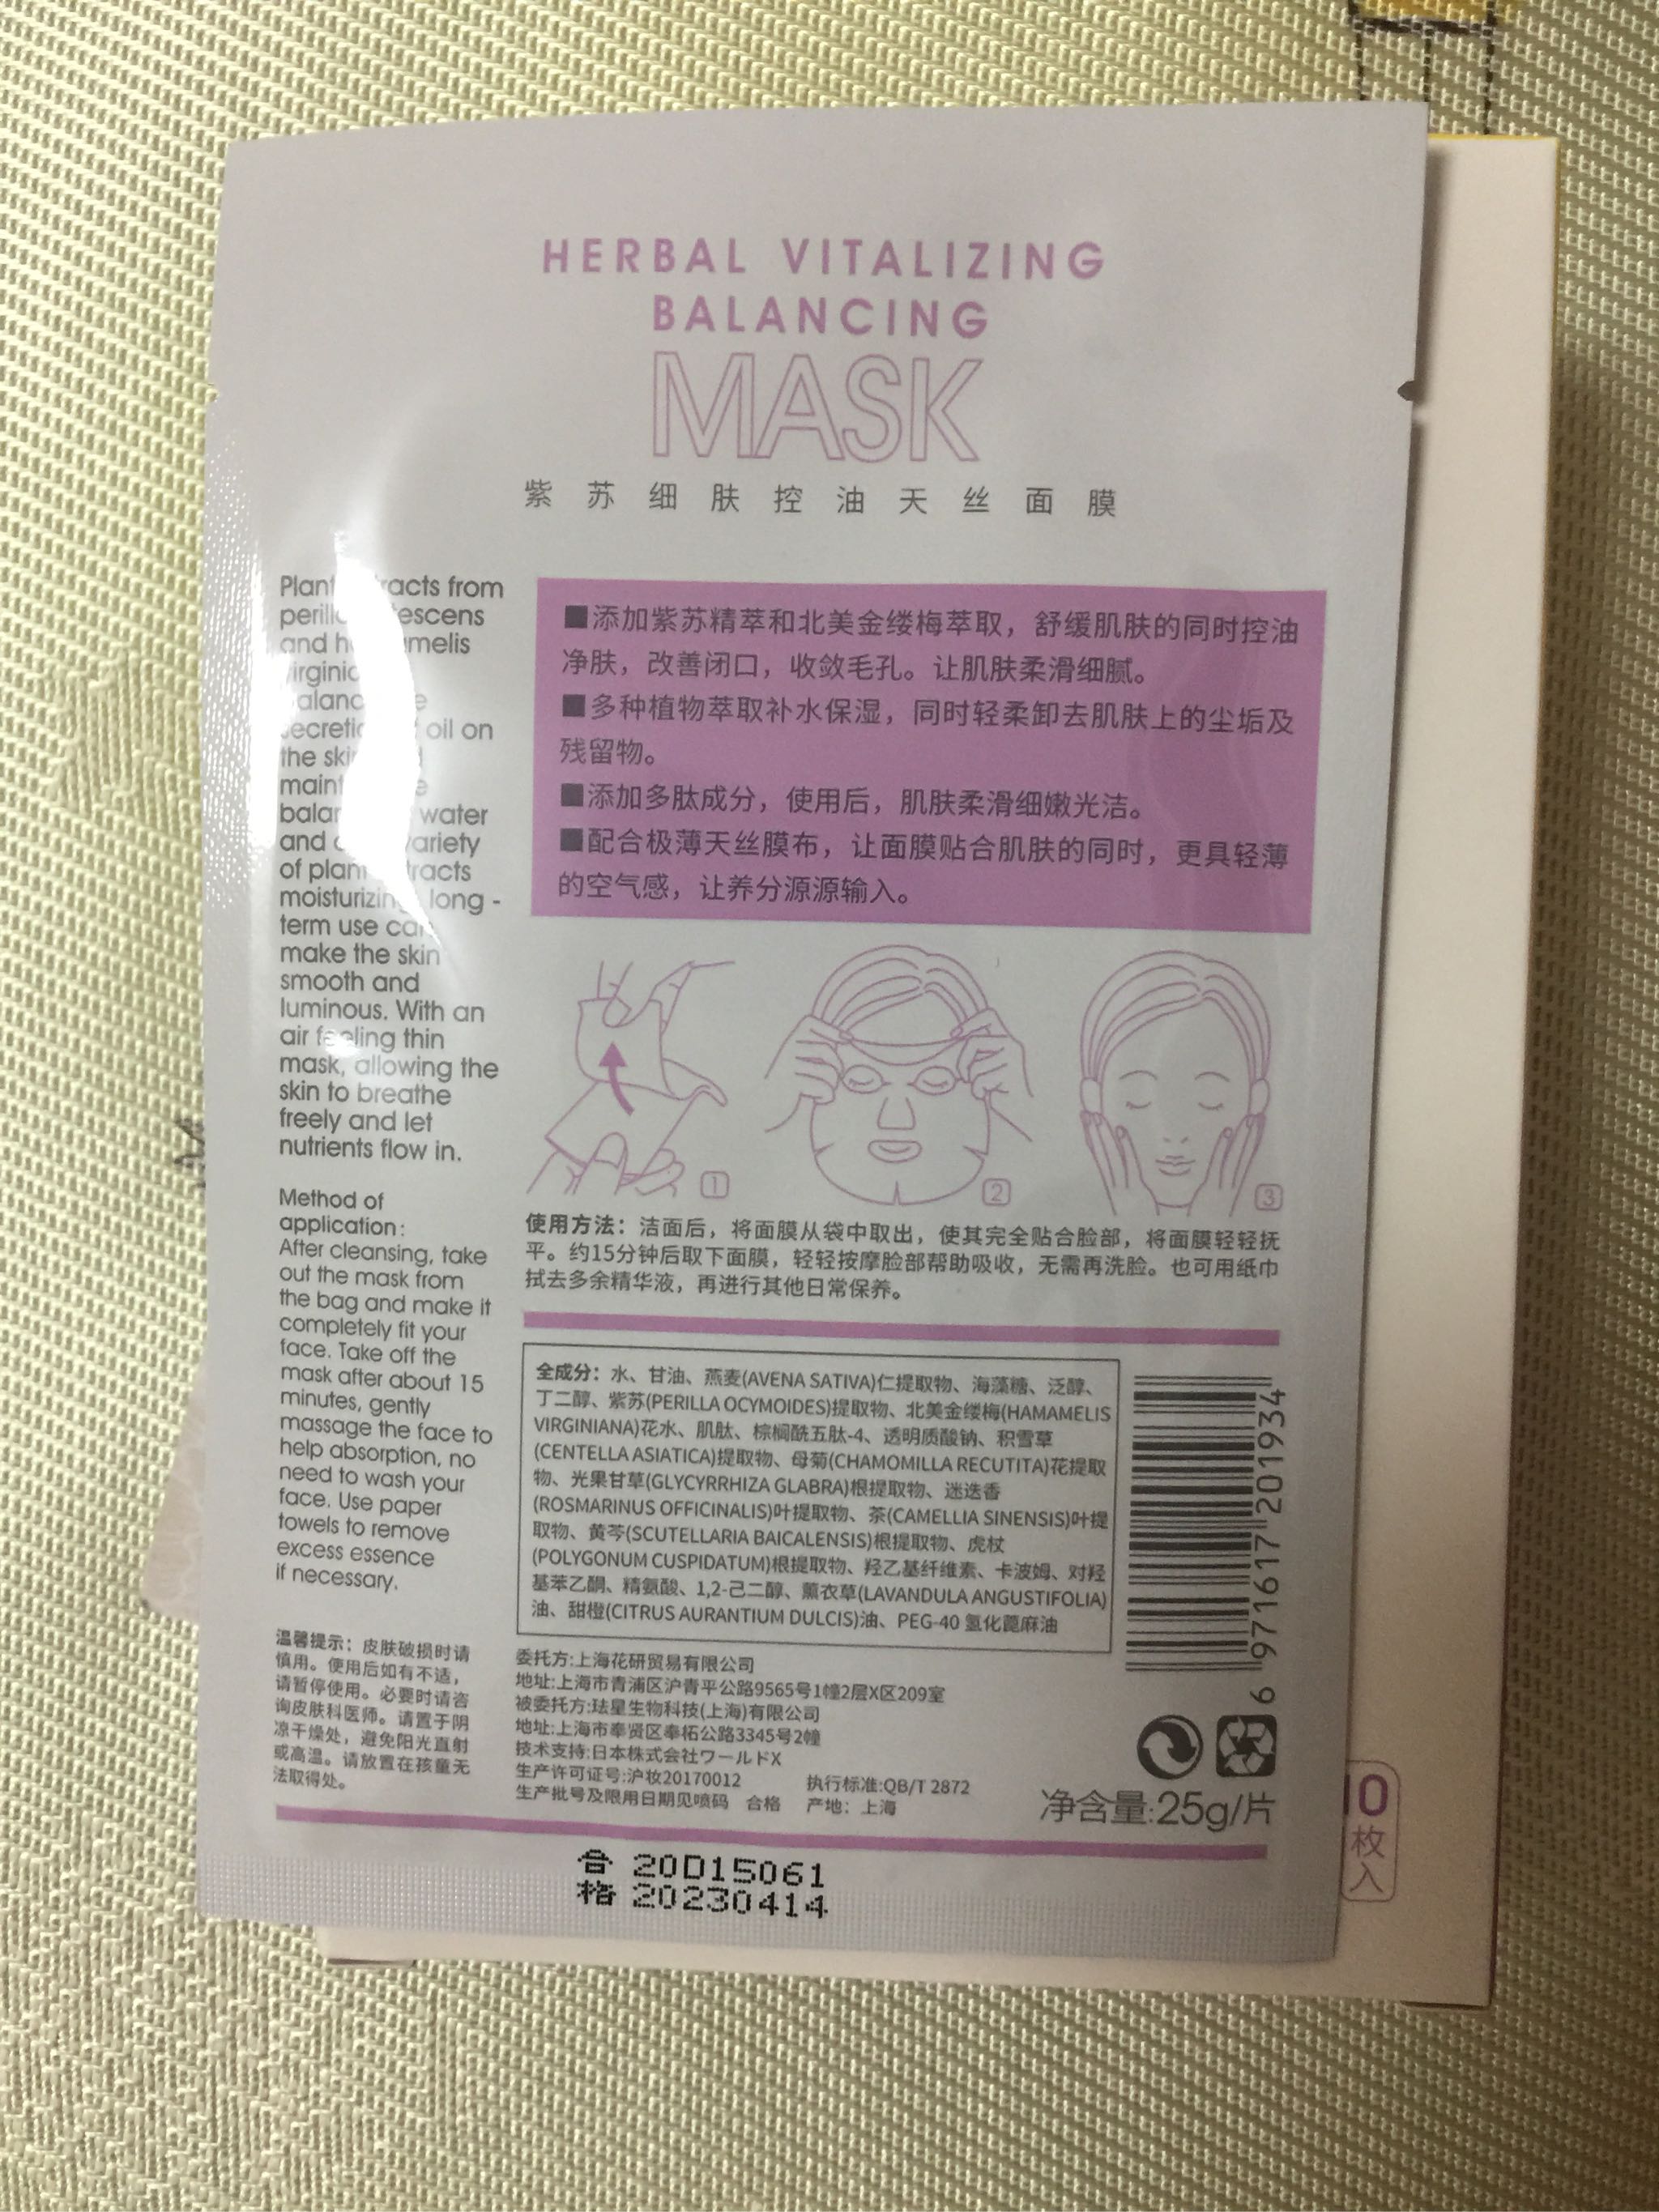 HERBAL VITALIZING
BALANCING
MASK
紫苏细肤控油天丝面膜
from
and
oil on
the
water
and
of
moisturizing long -
term use
make the skin
smooth and
luminous. With an
air feeling thin
mask, allowing the
skin to breathe
freely and let
nutrients flow in.
Method of
application:
After cleansing, take
out the mask from
the bag and make it
completely fit your
face. Take off the
mask after about 15
minutes, gently
massage the face to
help absorption, no
need to wash your
face. Use paper
towels to remove
excess essence
if necessary.
温馨提示：皮肤破损时请
慎用。使用后如有不适，
请暂停使用。必要时请咨
询皮肤科医师。请置于阴
凉干燥处，避免阳光直射
或高温。请放置在孩童无
法取得处。
■添加紫苏精萃和北美金缕梅萃取，舒缓肌肤的同时控油
净肤，改善闭口，收敛毛孔。让肌肤柔滑细腻。
■多种植物萃取补水保湿，同时轻柔卸去肌肤上的尘垢及
残留物。
■添加多肽成分，使用后，肌肤柔滑细嫩光洁。
■配合极薄天丝膜布，让面膜贴合肌肤的同时，更具轻薄
的空气感，让养分源源输入。
1
2
3
使用方法：洁面后，将面膜从袋中取出，使其完全贴合脸部，将面膜轻轻抚
平。约15分钟后取下面膜，轻轻按摩脸部帮助吸收，无需再洗脸。也可用纸巾
拭去多余精华液，再进行其他日常保养。
全成分：水、甘油、燕麦(AVENA SATIVA)仁提取物、海藻糖、泛醇、
丁二醇、紫苏(PERILLA OCYMOIDES)提取物、北美金缕梅(HAMAMELIS
VIRGINIANA)花水、肌肽、棕榈酰五肽-4、透明质酸钠、积雪草
(CENTELLA ASIATICA)提取物、母菊(CHAMOMILLA RECUTITA)花提取
物、光果甘草(GLYCYRRHIZA GLABRA)根提取物、迷迭香
(ROSMARINUS OFFICINALIS)叶提取物、茶(CAMELLIA SINENSIS)叶提
取物、黄芩(SCUTELLARIA BAICALENSIS)根提取物、虎杖
(POLYGONUM CUSPIDATUM)根提取物、羟乙基纤维素、卡波姆、对羟
基苯乙酮、精氨酸、1,2-己二醇、薰衣草(LAVANDULA ANGUSTIFOLIA)
油、甜橙(CITRUS AURANTIUM DULCIS)油、PEG-40 氢化蓖麻油
6 971617 201934
委托方:上海花研贸易有限公司
地址:上海市青浦区沪青平公路9565号1幢2层X区209室
被委托方:珐星生物科技(上海)有限公司
地址:上海市奉贤区奉柘公路3345号2幢
技术支持:日本株式会社ワールドX
生产许可证号:沪妆20170012 执行标准:QB/T 2872
生产批号及限用日期见喷码 合格 产地：上海
净含量:25g/片
合 20D15061
格 20230414
10
枚
入